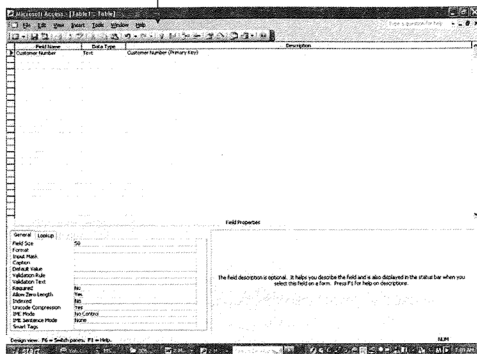 Microsoft Access - [Table1 : Table]
File Edit View Insert Tools Window Help
Type a question for help
Field Name Data Type Description
Customer Number Text Customer Number (Primary Key)
Field Properties
General Lookup
Field Size 50
Format
Input Mask
Caption
Default Value
Validation Rule
Validation Text
Required No
Allow Zero Length Yes
Indexed No
Unicode Compression Yes
IME Mode No Control
IME Sentence Mode None
Smart Tags
The field description is optional. It helps you describe the field and is also displayed in the status bar when you
select this field on a form. Press F1 for help on descriptions.
Design view. F6 = Switch panes. F1 = Help.
NUM
start